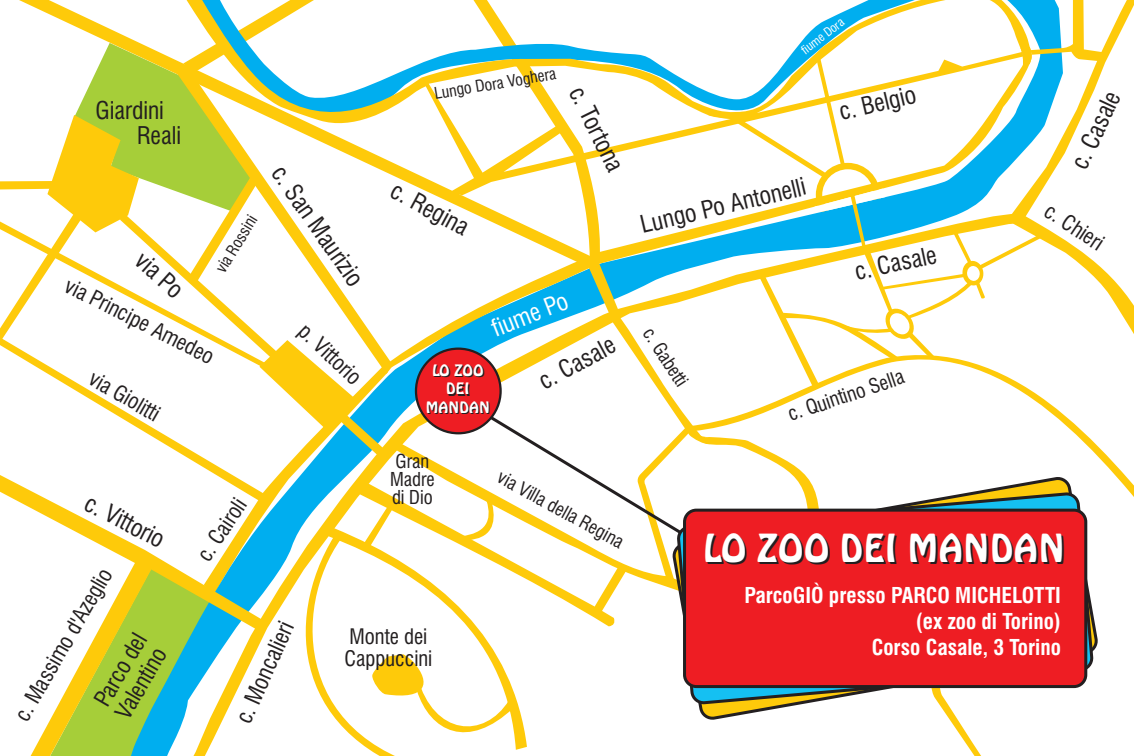 fiume Dora
Lungo Dora Voghera
c. Belgio
c. Tortona
c. Casale
Giardini
Reali
c. San Maurizio
c. Regina
Lungo Po Antonelli
c. Chieri
via Rossini
via Po
c. Casale
via Principe Amedeo
p. Vittorio
fiume Po
c. Casale
c. Gabetti
LO ZOO
DEI
MANDAN
via Giolitti
c. Quintino Sella
Gran
Madre
di Dio
via Villa della Regina
c. Vittorio
c. Cairoli
LO ZOO DEI MANDAN
ParcoGIÒ presso PARCO MICHELOTTI
(ex zoo di Torino)
Corso Casale, 3 Torino
c. Massimo d'Azeglio
Parco del
Valentino
c. Moncalieri
Monte dei
Cappuccini